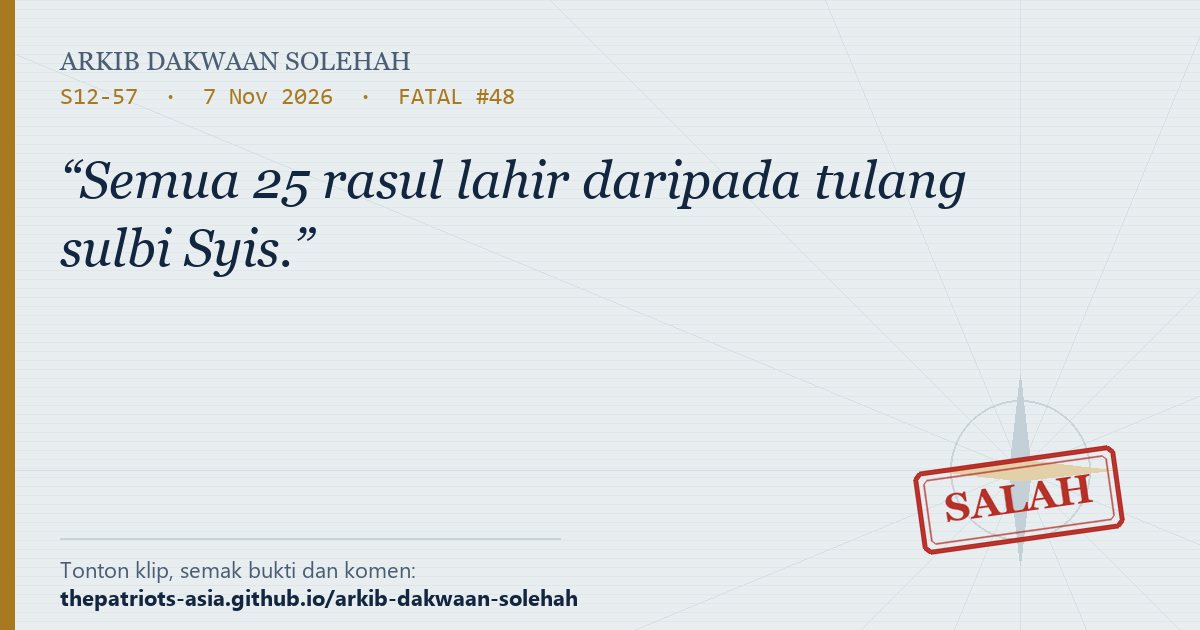 ARKIB DAKWAAN SOLEHAH
S12-57 · 7 Nov 2026 · FATAL #48
“Semua 25 rasul lahir daripada tulang
sulbi Syis.”
SALAH
Tonton klip, semak bukti dan komen:
thepatriots-asia.github.io/arkib-dakwaan-solehah